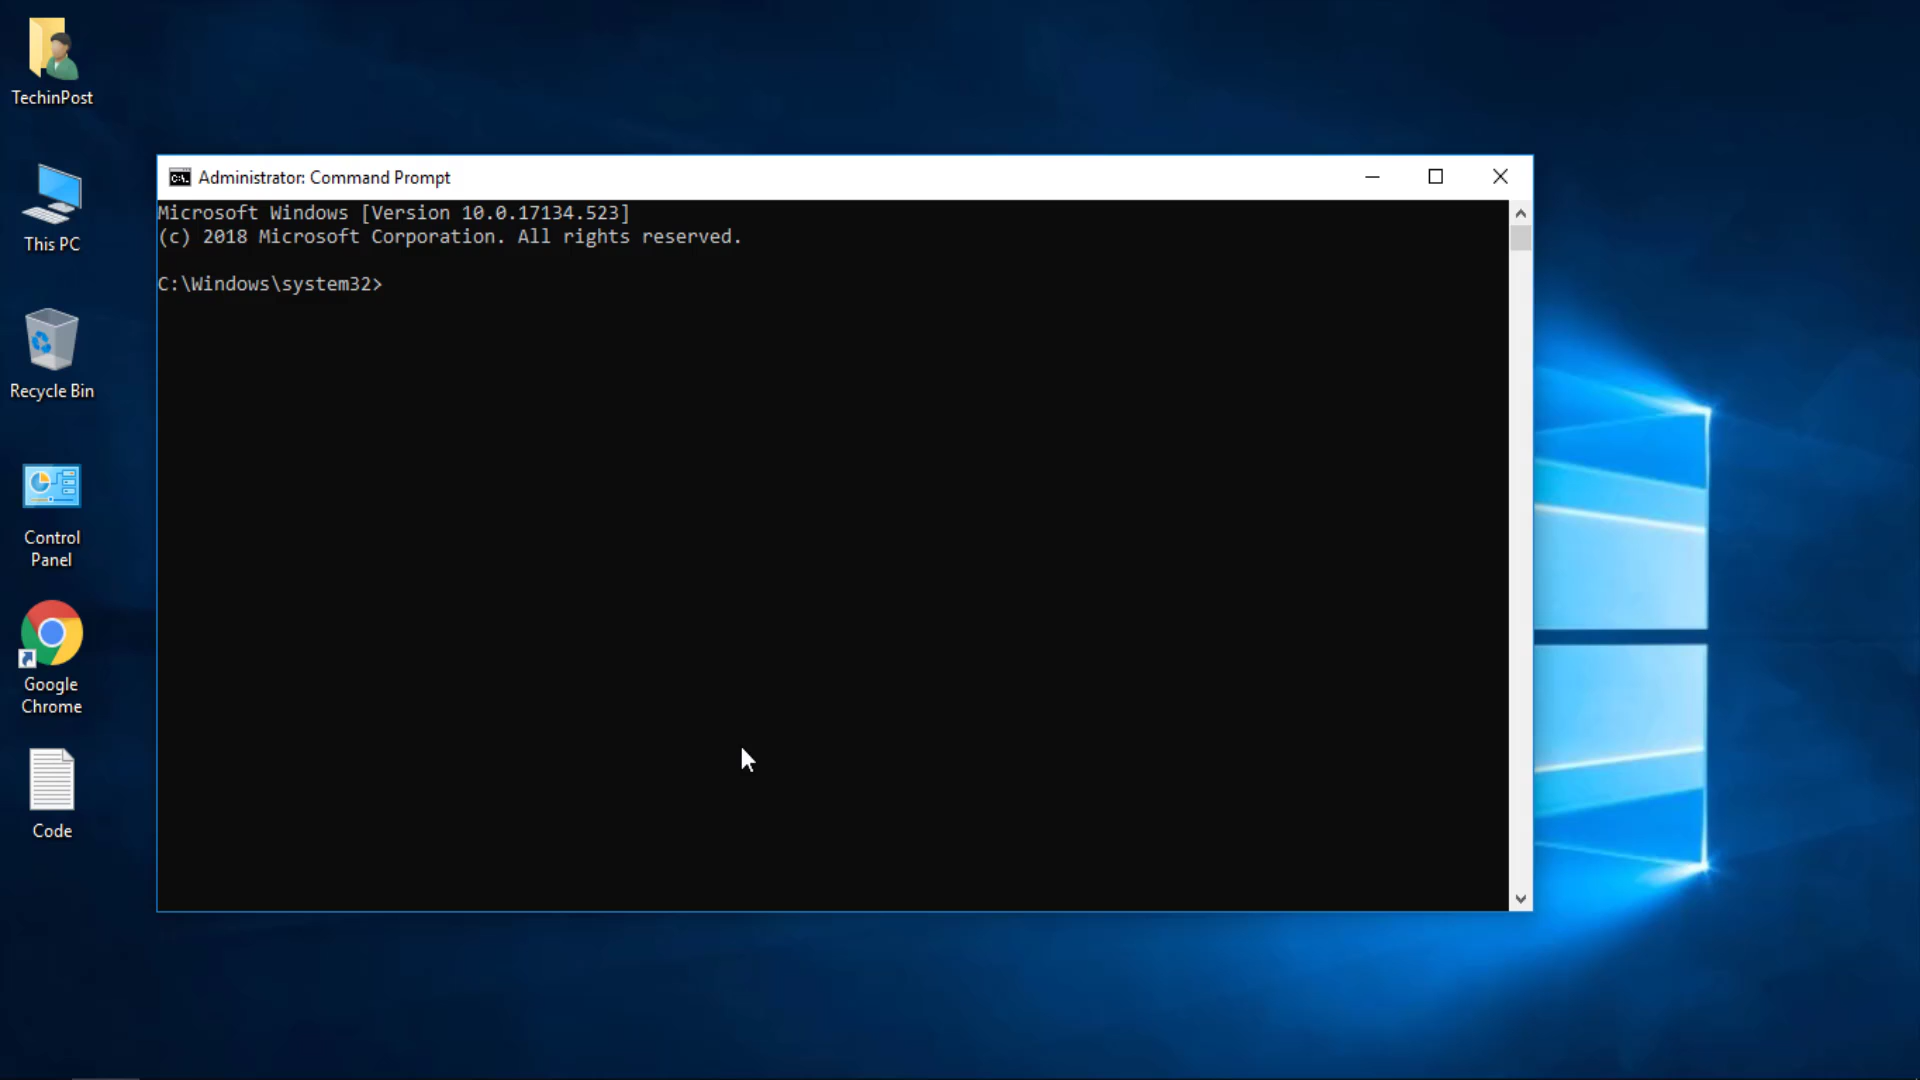 TechinPost
This PC
Recycle Bin
Control
Panel
Google
Chrome
Code
C:\.
Administrator: Command Prompt
Microsoft Windows [Version 10.0.17134.523]
(c) 2018 Microsoft Corporation. All rights reserved.
C:\Windows\system32>